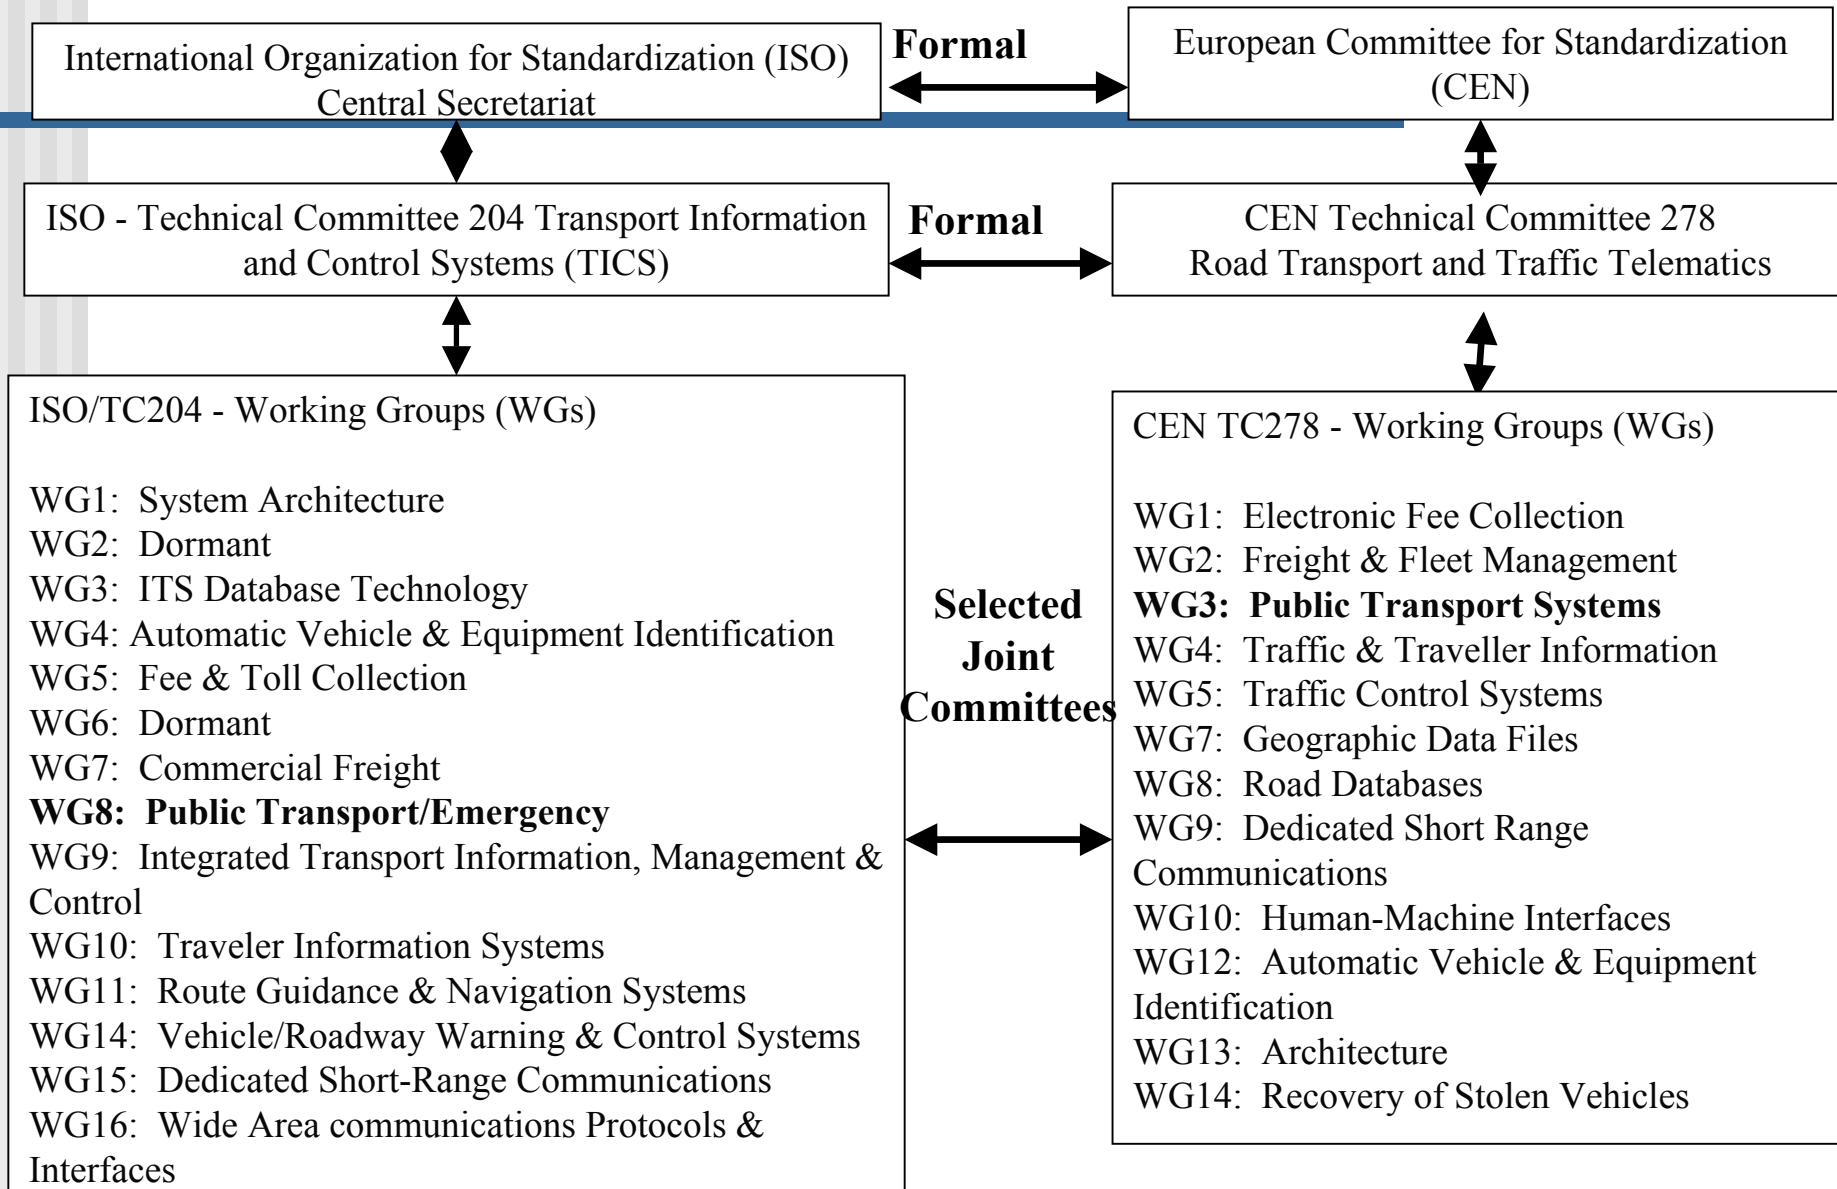 International Organization for Standardization (ISO)
Central Secretariat
Formal
European Committee for Standardization
(CEN)
ISO - Technical Committee 204 Transport Information
and Control Systems (TICS)
Formal
CEN Technical Committee 278
Road Transport and Traffic Telematics
ISO/TC204 - Working Groups (WGs)
WG1: System Architecture
WG2: Dormant
WG3: ITS Database Technology
WG4: Automatic Vehicle & Equipment Identification
WG5: Fee & Toll Collection
WG6: Dormant
WG7: Commercial Freight
WG8: Public Transport/Emergency
WG9: Integrated Transport Information, Management &
Control
WG10: Traveler Information Systems
WG11: Route Guidance & Navigation Systems
WG14: Vehicle/Roadway Warning & Control Systems
WG15: Dedicated Short-Range Communications
WG16: Wide Area communications Protocols &
Interfaces
Selected
Joint
Committees
CEN TC278 - Working Groups (WGs)
WG1: Electronic Fee Collection
WG2: Freight & Fleet Management
WG3: Public Transport Systems
WG4: Traffic & Traveller Information
WG5: Traffic Control Systems
WG7: Geographic Data Files
WG8: Road Databases
WG9: Dedicated Short Range
Communications
WG10: Human-Machine Interfaces
WG12: Automatic Vehicle & Equipment
Identification
WG13: Architecture
WG14: Recovery of Stolen Vehicles